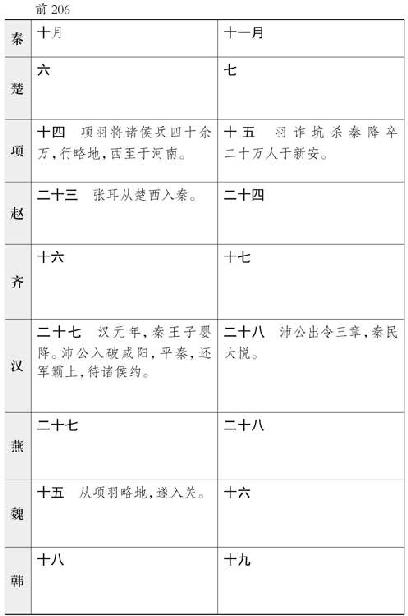 前 206
秦 十月 十一月
楚 六 七
项 十四 项羽将诸侯兵四十余 十五 羽诈坑杀秦降卒
万，行略地，西至于河南。 二十万人于新安。
赵 二十三 张耳从楚西入秦。 二十四
齐 十六 十七
汉 二十七 汉元年，秦王子婴 二十八 沛公出令三章，秦民
降。沛公入破咸阳，平秦，还 大悦。
军霸上，待诸侯约。
燕 二十七 二十八
魏 十五 从项羽略地，遂入关。 十六
韩 十八 十九